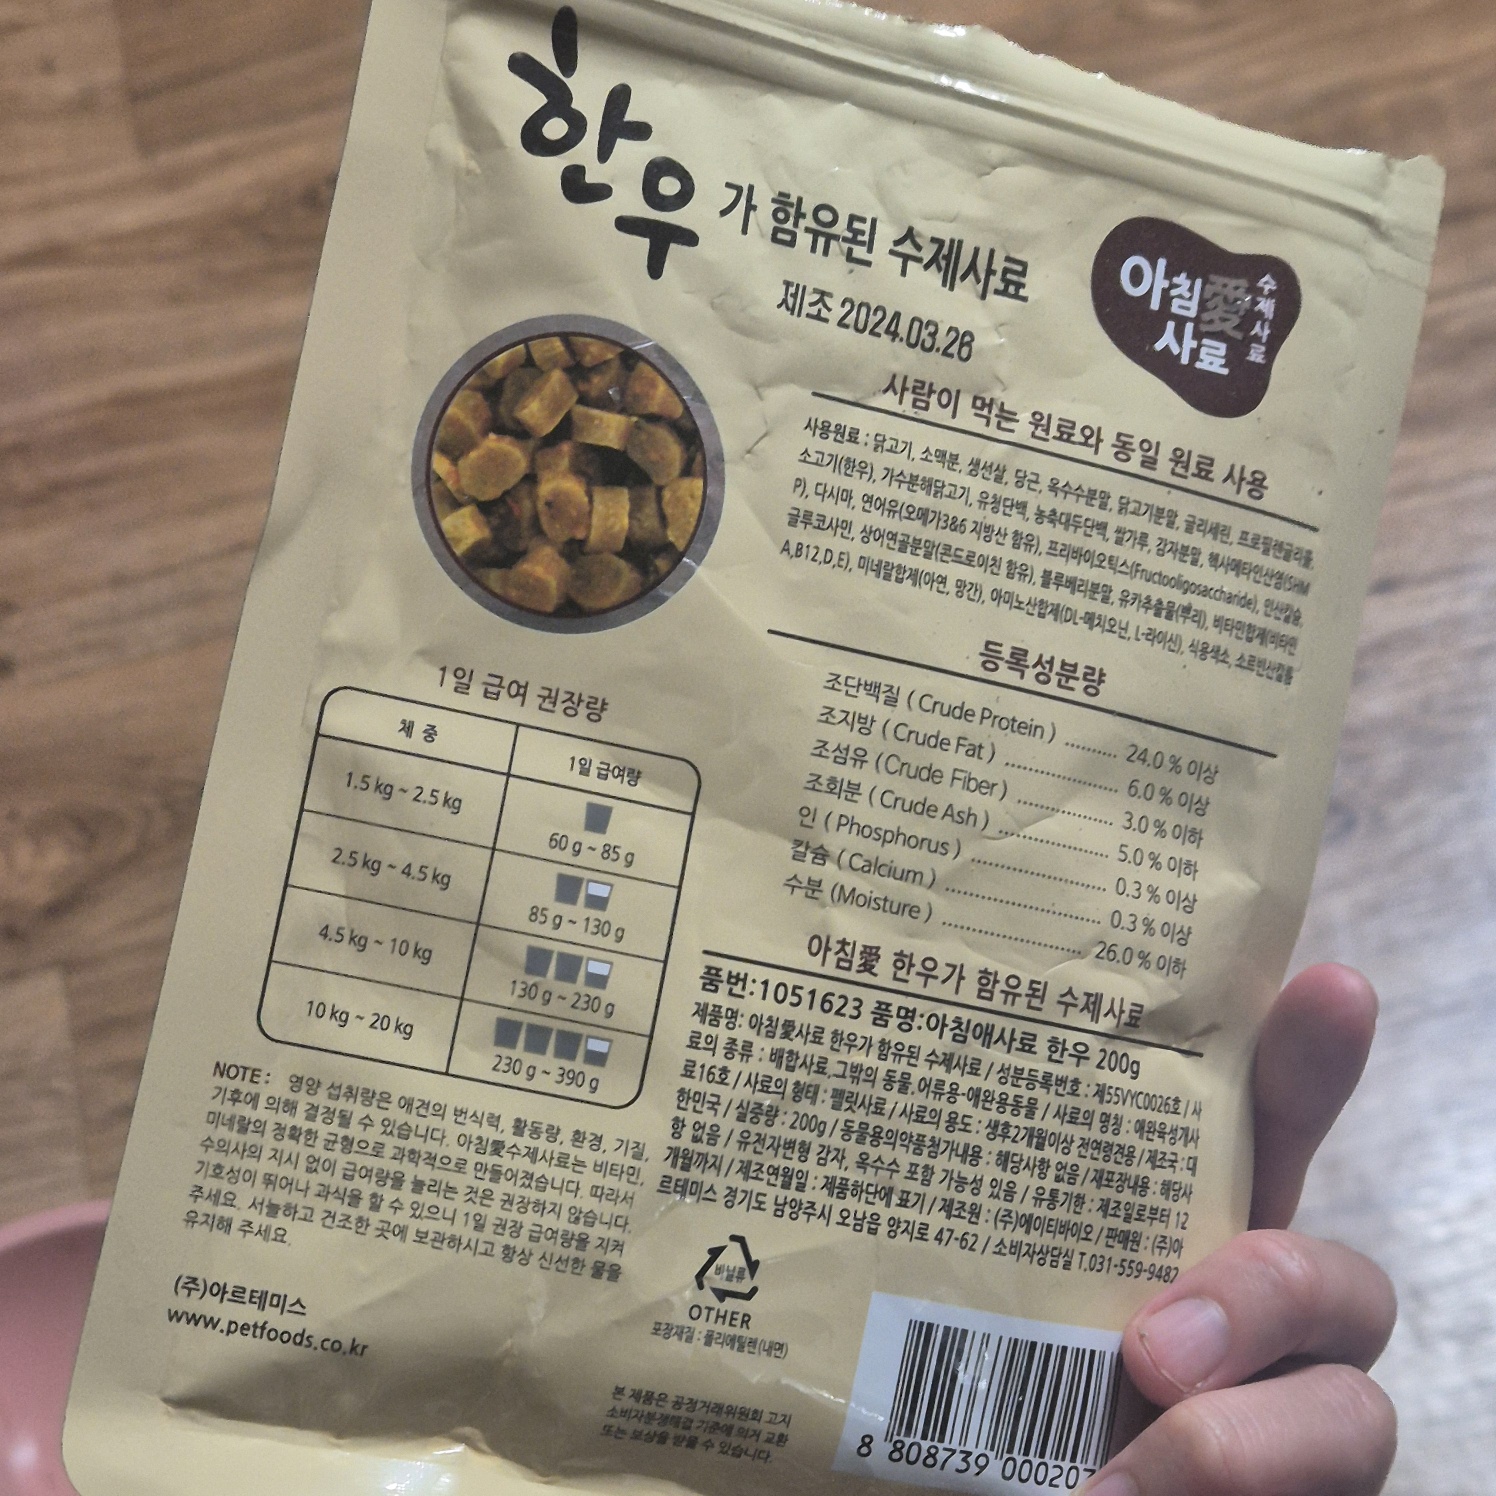 한우가 함유된 수제사료
제조 2024.03.26
아침愛
사료
수제사료
사람이 먹는 원료와 동일 원료 사용
사용원료 : 닭고기, 소맥분, 생선살, 당근, 옥수수분말, 닭고기분말, 글리세린, 프로필렌글리콜,
소고기(한우), 가수분해닭고기, 유청단백, 농축대두단백, 쌀가루, 감자분말, 헥사메타인산염(SHM
P), 다시마, 연어유(오메가3&6 지방산 함유), 프리바이오틱스(Fructooligosaccharide), 인산칼슘,
글루코사민, 상어연골분말(콘드로이친 함유), 블루베리분말, 유카추출물(뿌리), 비타민합제(비타민
A,B12,D,E), 미네랄합제(아연, 망간), 아미노산합제(DL-메치오닌, L-라이신), 식용색소, 소르빈산칼륨
등록성분량
조단백질 ( Crude Protein ) .......... 24.0 % 이상
조지방 ( Crude Fat ) .......... 6.0 % 이상
조섬유 ( Crude Fiber ) .......... 3.0 % 이하
조회분 ( Crude Ash ) .......... 5.0 % 이하
인 ( Phosphorus ) .......... 0.3 % 이상
칼슘 ( Calcium ) .......... 0.3 % 이상
수분 (Moisture ) .......... 26.0 % 이하
1일 급여 권장량
체 중 1일 급여량
1.5 kg ~ 2.5 kg 60 g ~ 85 g
2.5 kg ~ 4.5 kg 85 g ~ 130 g
4.5 kg ~ 10 kg 130 g ~ 230 g
10 kg ~ 20 kg 230 g ~ 390 g
NOTE : 영양 섭취량은 애견의 번식력, 활동량, 환경, 기질,
기후에 의해 결정될 수 있습니다. 아침愛수제사료는 비타민,
미네랄의 정확한 균형으로 과학적으로 만들어졌습니다. 따라서
수의사의 지시 없이 급여량을 늘리는 것은 권장하지 않습니다.
기호성이 뛰어나 과식을 할 수 있으니 1일 권장 급여량을 지켜
주세요. 서늘하고 건조한 곳에 보관하시고 항상 신선한 물을
유지해 주세요.
(주)아르테미스
www.petfoods.co.kr
아침愛 한우가 함유된 수제사료
품번:1051623 품명:아침애사료 한우 200g
제품명: 아침愛사료 한우가 함유된 수제사료 / 성분등록번호 : 제55VYC0026호 / 사
료의 종류 : 배합사료,그밖의 동물.어류용-애완용동물 / 사료의 명칭 : 애완육성개사
료16호 / 사료의 형태 : 펠릿사료 / 사료의 용도 : 생후2개월이상 전연령견용 / 제조국 : 대
한민국 / 실중량 : 200g / 동물용의약품첨가내용 : 해당사항 없음 / 재포장내용 : 해당사
항 없음 / 유전자변형 감자, 옥수수 포함 가능성 있음 / 유통기한 : 제조일로부터 12
개월까지 / 제조연월일 : 제품하단에 표기 / 제조원 : (주)에이티바이오 / 판매원 : (주)아
르테미스 경기도 남양주시 오남읍 양지로 47-62 / 소비자상담실 T.031-559-9482
비닐류
OTHER
포장재질 : 폴리에틸렌(내면)
본 제품은 공정거래위원회 고지
소비자분쟁해결 기준에 의거 교환
또는 보상을 받을 수 있습니다.
8 808739 000207